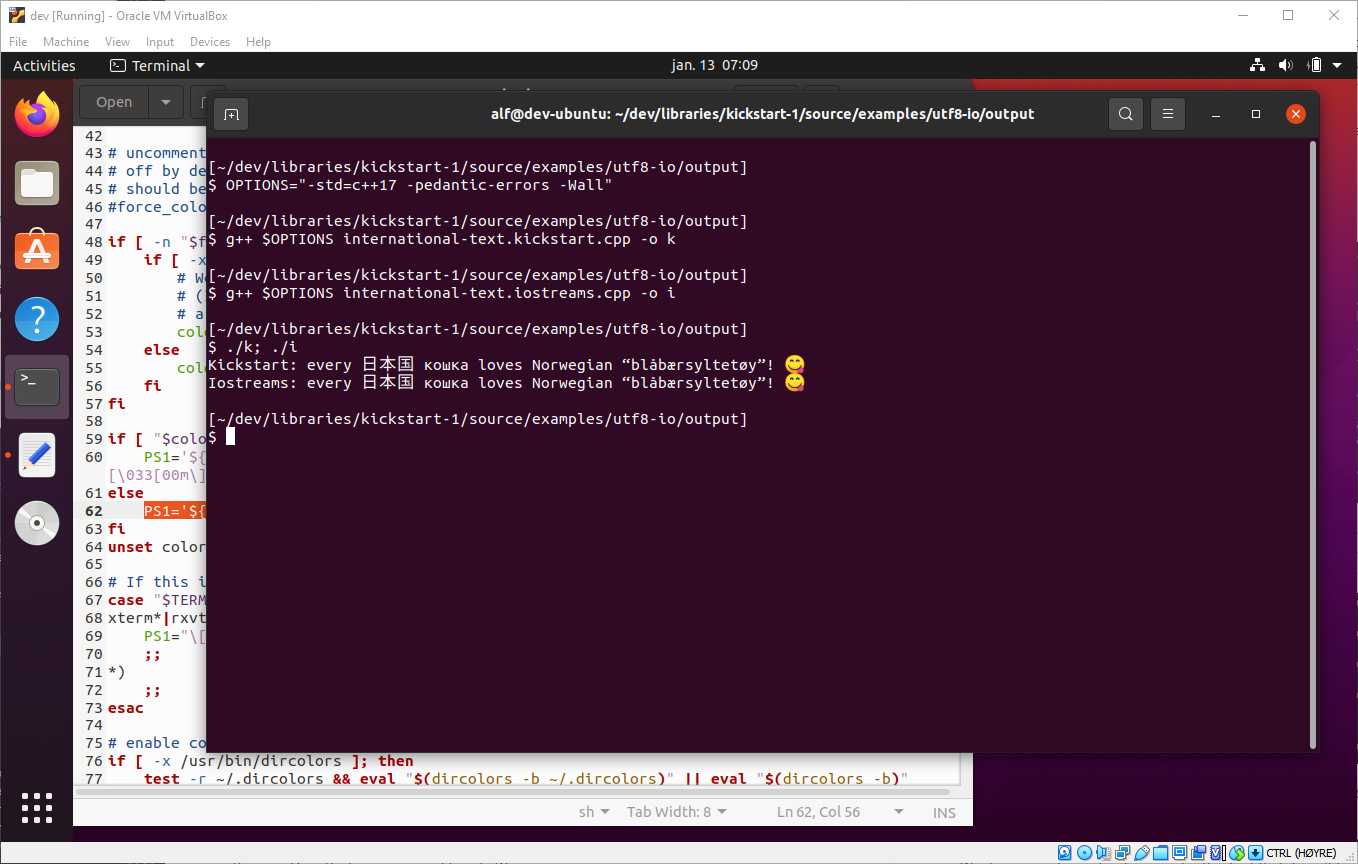 dev [Running] - Oracle VM VirtualBox
File Machine View Input Devices Help
Activities Terminal jan. 13 07:09
Open
alf@dev-ubuntu: ~/dev/libraries/kickstart-1/source/examples/utf8-io/output
[~/dev/libraries/kickstart-1/source/examples/utf8-io/output]
$ OPTIONS="-std=c++17 -pedantic-errors -Wall"
[~/dev/libraries/kickstart-1/source/examples/utf8-io/output]
$ g++ $OPTIONS international-text.kickstart.cpp -o k
[~/dev/libraries/kickstart-1/source/examples/utf8-io/output]
$ g++ $OPTIONS international-text.iostreams.cpp -o i
[~/dev/libraries/kickstart-1/source/examples/utf8-io/output]
$ ./k; ./i
Kickstart: every 日本国 кошка loves Norwegian “blåbærsyltetøy”! 😋
Iostreams: every 日本国 кошка loves Norwegian “blåbærsyltetøy”! 😋
[~/dev/libraries/kickstart-1/source/examples/utf8-io/output]
$
42
43 # uncomment
44 # off by de
45 # should be
46 #force_colo
47
48 if [ -n "$f
49 if [ -x
50 # We
51 # (
52 # a
53 colo
54 else
55 colo
56 fi
57 fi
58
59 if [ "$colo
60 PS1='${
[\033[00m\]
61 else
62 PS1='${
63 fi
64 unset color
65
66 # If this i
67 case "$TERM
68 xterm*|rxvt
69 PS1="\[
70 ;;
71 *)
72 ;;
73 esac
74
75 # enable co
76 if [ -x /usr/bin/dircolors ]; then
77 test -r ~/.dircolors && eval "$(dircolors -b ~/.dircolors)" || eval "$(dircolors -b)"
sh Tab Width: 8 Ln 62, Col 56 INS
CTRL (HØYRE)